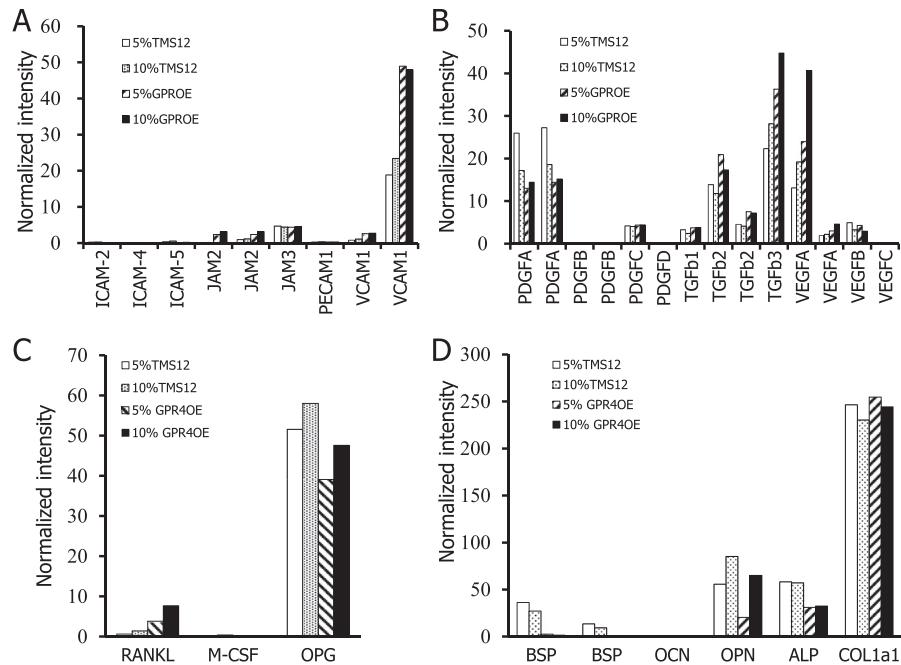 A
Normalized intensity
60
50
40
30
20
10
0
5%TMS12
10%TMS12
5%GPROE
10%GPROE
ICAM-2
ICAM-4
ICAM-5
JAM2
JAM2
JAM3
PECAM1
VCAM1
VCAM1
B
Normalized intensity
50
40
30
20
10
0
5%TMS12
10%TMS12
5%GPROE
10%GPROE
PDGFA
PDGFA
PDGFB
PDGFB
PDGFC
PDGFD
TGFb1
TGFb2
TGFb2
TGFb3
VEGFA
VEGFA
VEGFB
VEGFC
C
Normalized intensity
70
60
50
40
30
20
10
0
5%TMS12
10%TMS12
5% GPR4OE
10% GPR4OE
RANKL
M-CSF
OPG
D
Normalized intensity
300
250
200
150
100
50
0
5%TMS12
10%TMS12
5% GPR4OE
10% GPR4OE
BSP
BSP
OCN
OPN
ALP
COL1a1